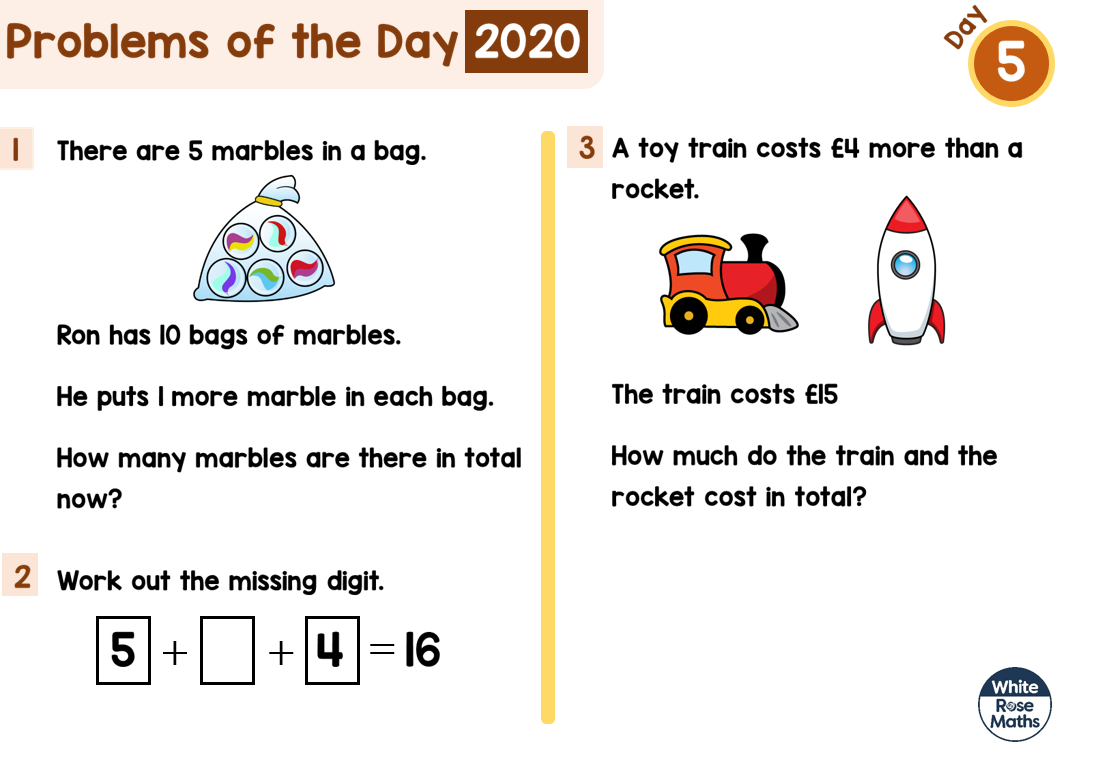 Problems of the Day 2020
Day
5
1 There are 5 marbles in a bag.
Ron has 10 bags of marbles.
He puts 1 more marble in each bag.
How many marbles are there in total
now?
2 Work out the missing digit.
5 + + 4 = 16
3 A toy train costs £4 more than a
rocket.
The train costs £15
How much do the train and the
rocket cost in total?
White
Rose
Maths